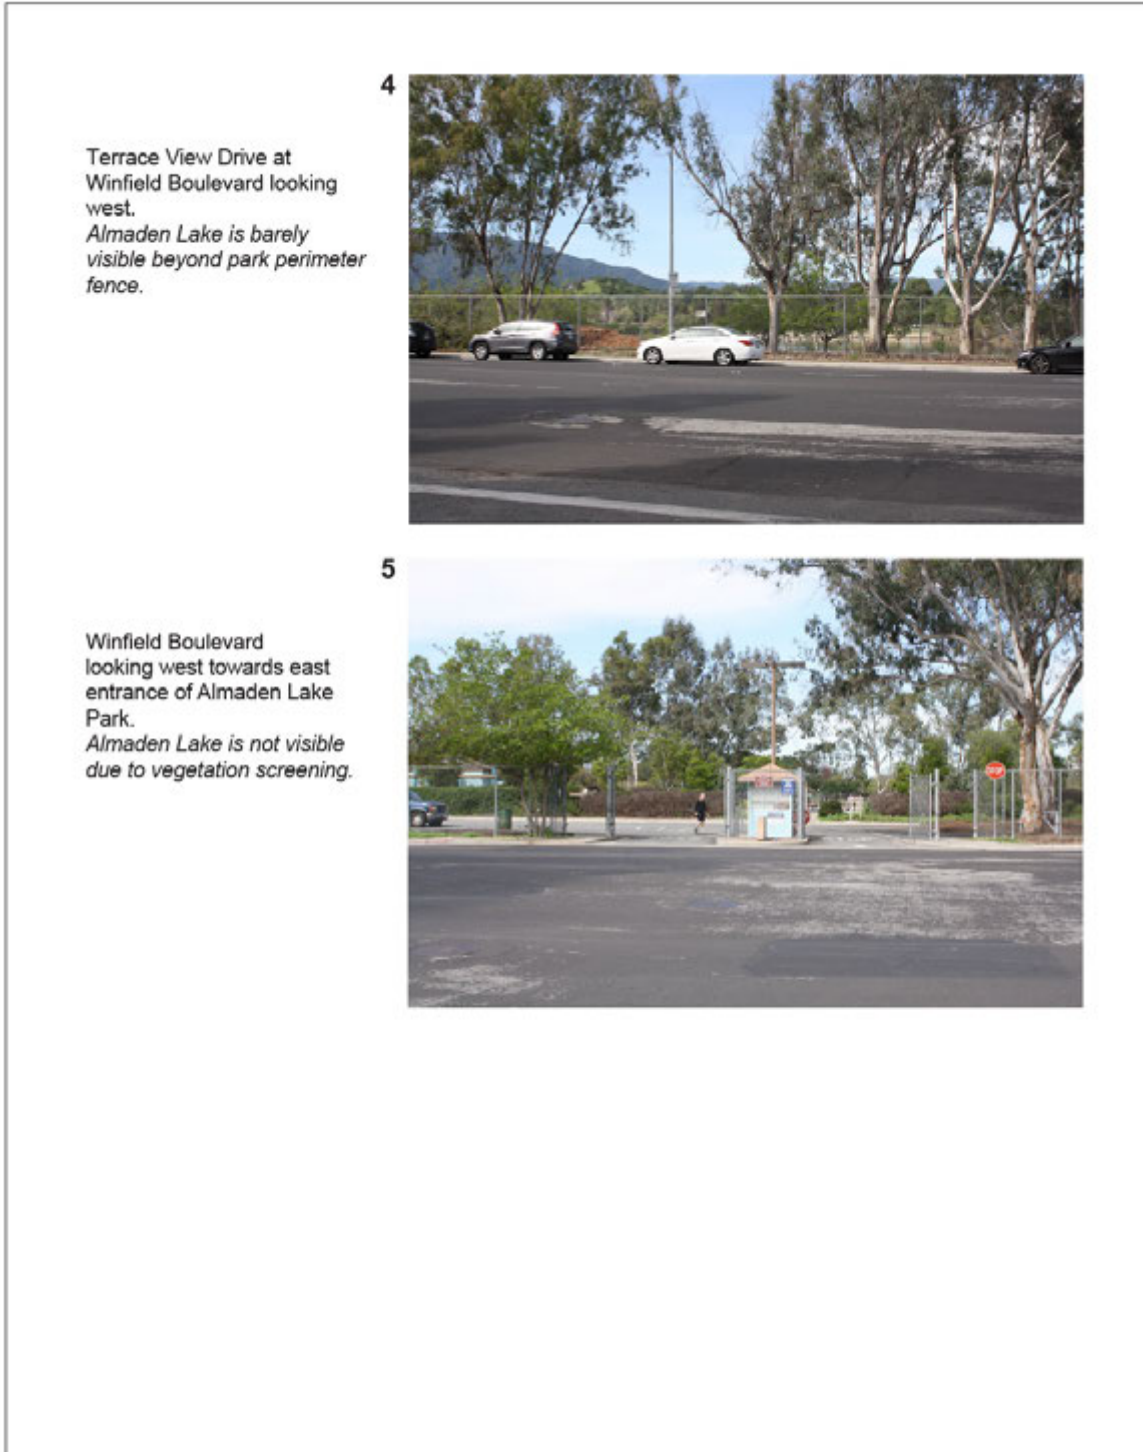 4
Terrace View Drive at
Winfield Boulevard looking
west.
Almaden Lake is barely
visible beyond park perimeter
fence.
5
Winfield Boulevard
looking west towards east
entrance of Almaden Lake
Park.
Almaden Lake is not visible
due to vegetation screening.